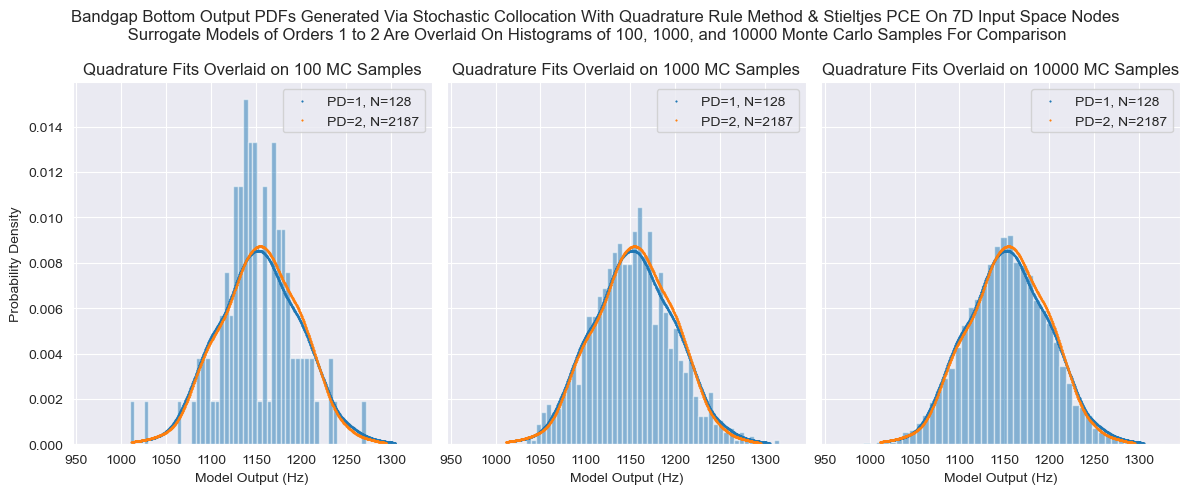 Bandgap Bottom Output PDFs Generated Via Stochastic Collocation With Quadrature Rule Method & Stieltjes PCE On 7D Input Space Nodes
Surrogate Models of Orders 1 to 2 Are Overlaid On Histograms of 100, 1000, and 10000 Monte Carlo Samples For Comparison
Quadrature Fits Overlaid on 100 MC Samples
PD=1, N=128
PD=2, N=2187
0.014
0.012
0.010
0.008
0.006
0.004
0.002
0.000
Probability Density
950 1000 1050 1100 1150 1200 1250 1300
Model Output (Hz)
Quadrature Fits Overlaid on 1000 MC Samples
PD=1, N=128
PD=2, N=2187
950 1000 1050 1100 1150 1200 1250 1300
Model Output (Hz)
Quadrature Fits Overlaid on 10000 MC Samples
PD=1, N=128
PD=2, N=2187
950 1000 1050 1100 1150 1200 1250 1300
Model Output (Hz)